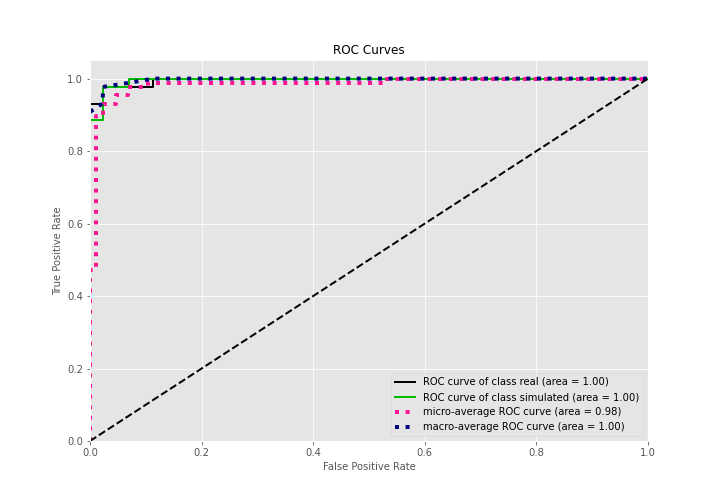 ROC Curves
True Positive Rate
1.0
0.8
0.6
0.4
0.2
0.0
0.0 0.2 0.4 0.6 0.8 1.0
False Positive Rate
ROC curve of class real (area = 1.00)
ROC curve of class simulated (area = 1.00)
micro-average ROC curve (area = 0.98)
macro-average ROC curve (area = 1.00)